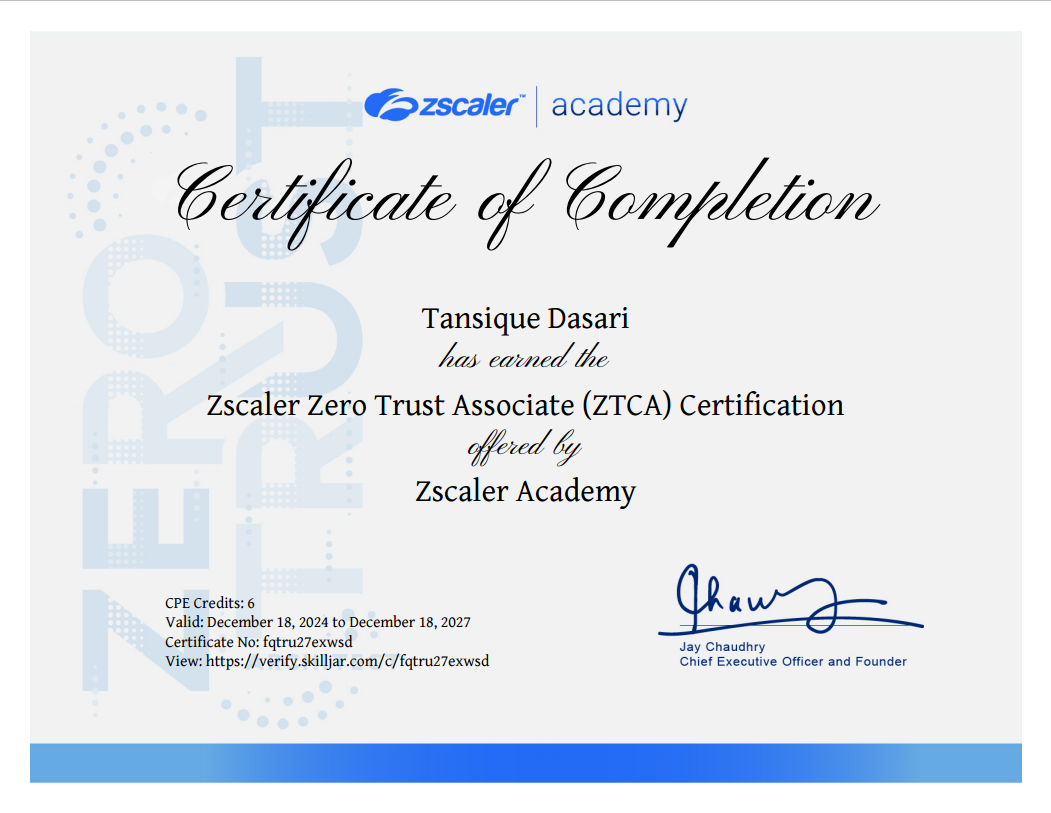 zscaler™ | academy
Certificate of Completion
Tansique Dasari
has earned the
Zscaler Zero Trust Associate (ZTCA) Certification
offered by
Zscaler Academy
CPE Credits: 6
Valid: December 18, 2024 to December 18, 2027
Certificate No: fqtru27exwsd
View: https://verify.skilljar.com/c/fqtru27exwsd
Jay Chaudhry
Chief Executive Officer and Founder
ZERO
TRUST